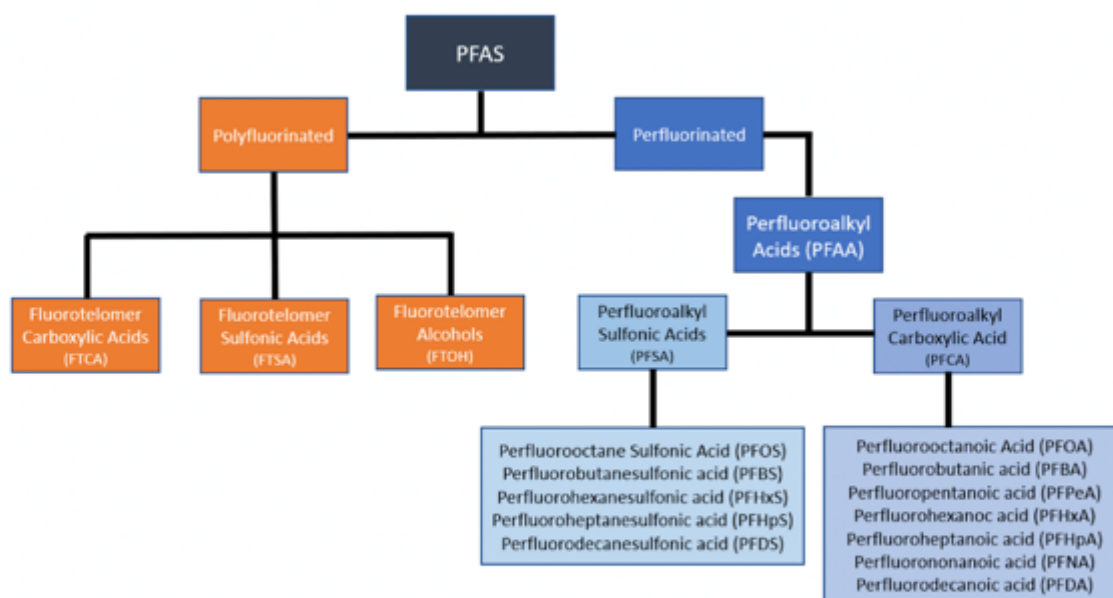 PFAS
Polyfluorinated
Perfluorinated
Perfluoroalkyl
Acids (PFAA)
Fluorotelomer
Carboxylic Acids
(FTCA)
Fluorotelomer
Sulfonic Acids
(FTSA)
Fluorotelomer
Alcohols
(FTOH)
Perfluoroalkyl
Sulfonic Acids
(PFSA)
Perfluoroalkyl
Carboxylic Acid
(PFCA)
Perfluorooctane Sulfonic Acid (PFOS)
Perfluorobutanesulfonic acid (PFBS)
Perfluorohexanesulfonic acid (PFHxS)
Perfluoroheptanesulfonic acid (PFHpS)
Perfluorodecanesulfonic acid (PFDS)
Perfluorooctanoic Acid (PFOA)
Perfluorobutanic acid (PFBA)
Perfluoropentanoic acid (PFPeA)
Perfluorohexanoc acid (PFHxA)
Perfluoroheptanoic acid (PFHpA)
Perfluorononanoic acid (PFNA)
Perfluorodecanoic acid (PFDA)